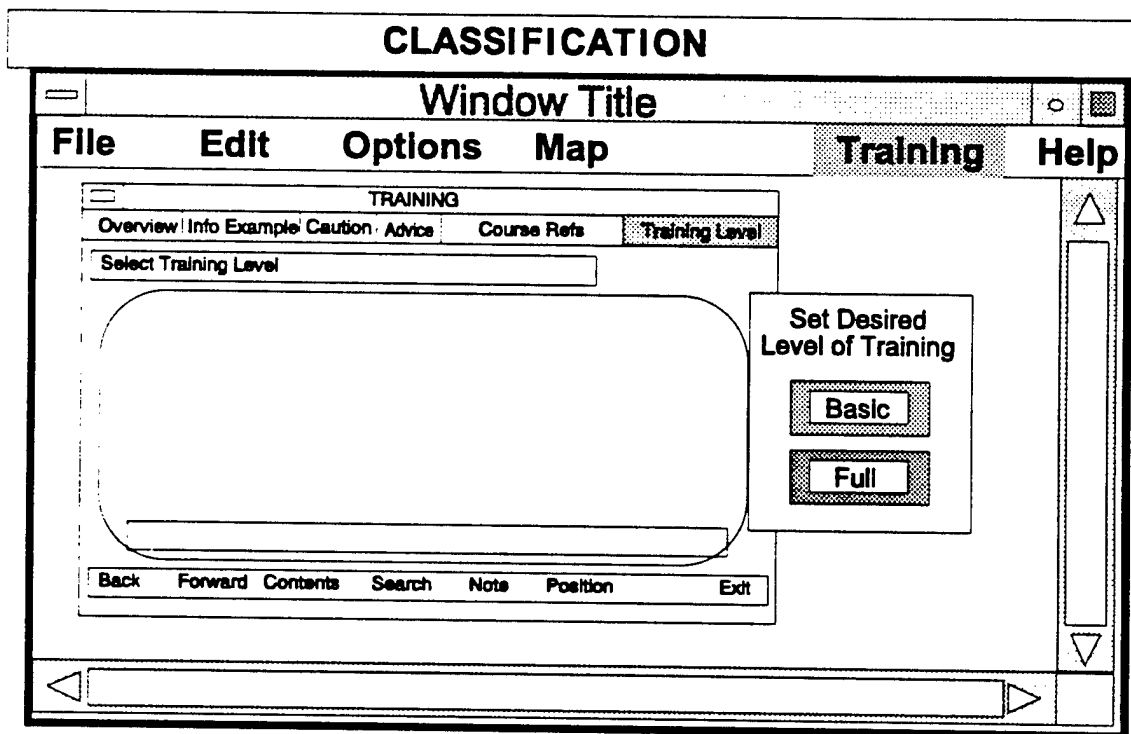 CLASSIFICATION
Window Title
File Edit Options Map Training Help
TRAINING
Overview Info Example Caution Advice Course Refs Training Level
Select Training Level
Set Desired
Level of Training
Basic
Full
Back Forward Contents Search Note Position Exit